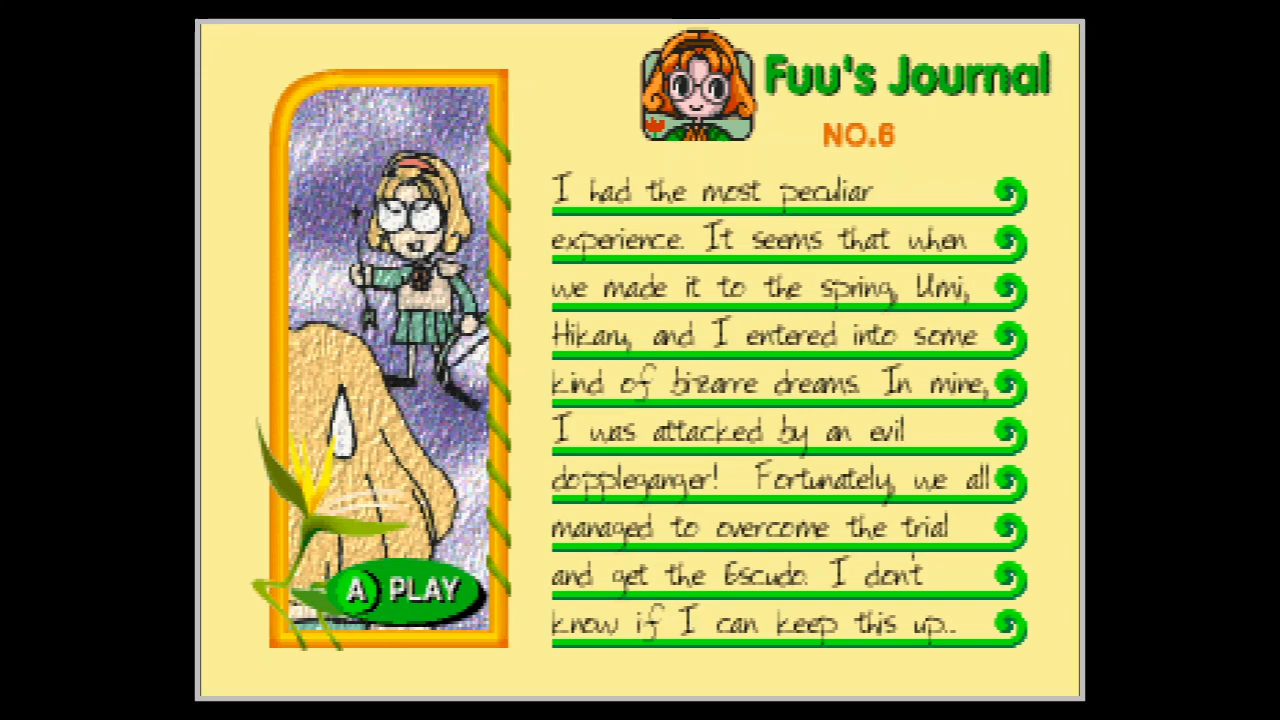 Fuu's Journal
NO.6
I had the most peculiar
experience. It seems that when
we made it to the spring, Umi,
Hikaru, and I entered into some
kind of bizarre dreams. In mine,
I was attacked by an evil
doppleganger! Fortunately, we all
managed to overcome the trial
and get the Escudo. I don't
know if I can keep this up..
A PLAY